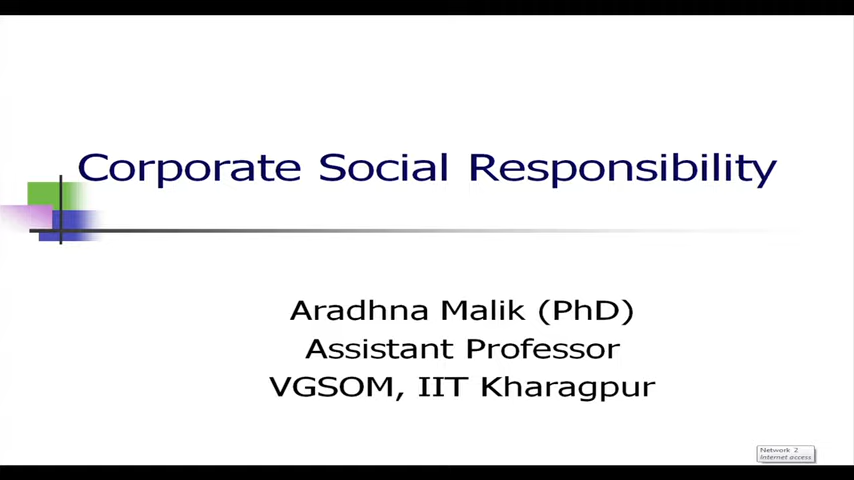 Corporate Social Responsibility
Aradhna Malik (PhD)
Assistant Professor
VGSOM, IIT Kharagpur
Network 2
Internet access